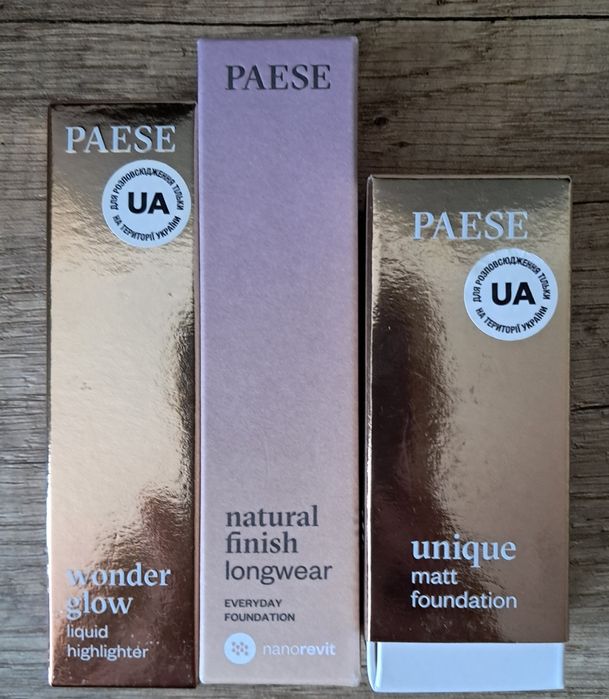 PAESE
ДЛЯ РОЗПОВСЮДЖЕННЯ ТІЛЬКИ
UA
НА ТЕРИТОРІЇ УКРАЇНИ
wonder
glow
liquid
highlighter
PAESE
natural
finish
longwear
EVERYDAY
FOUNDATION
nanorevit
PAESE
ДЛЯ РОЗПОВСЮДЖЕННЯ ТІЛЬКИ
UA
НА ТЕРИТОРІЇ УКРАЇНИ
unique
matt
foundation